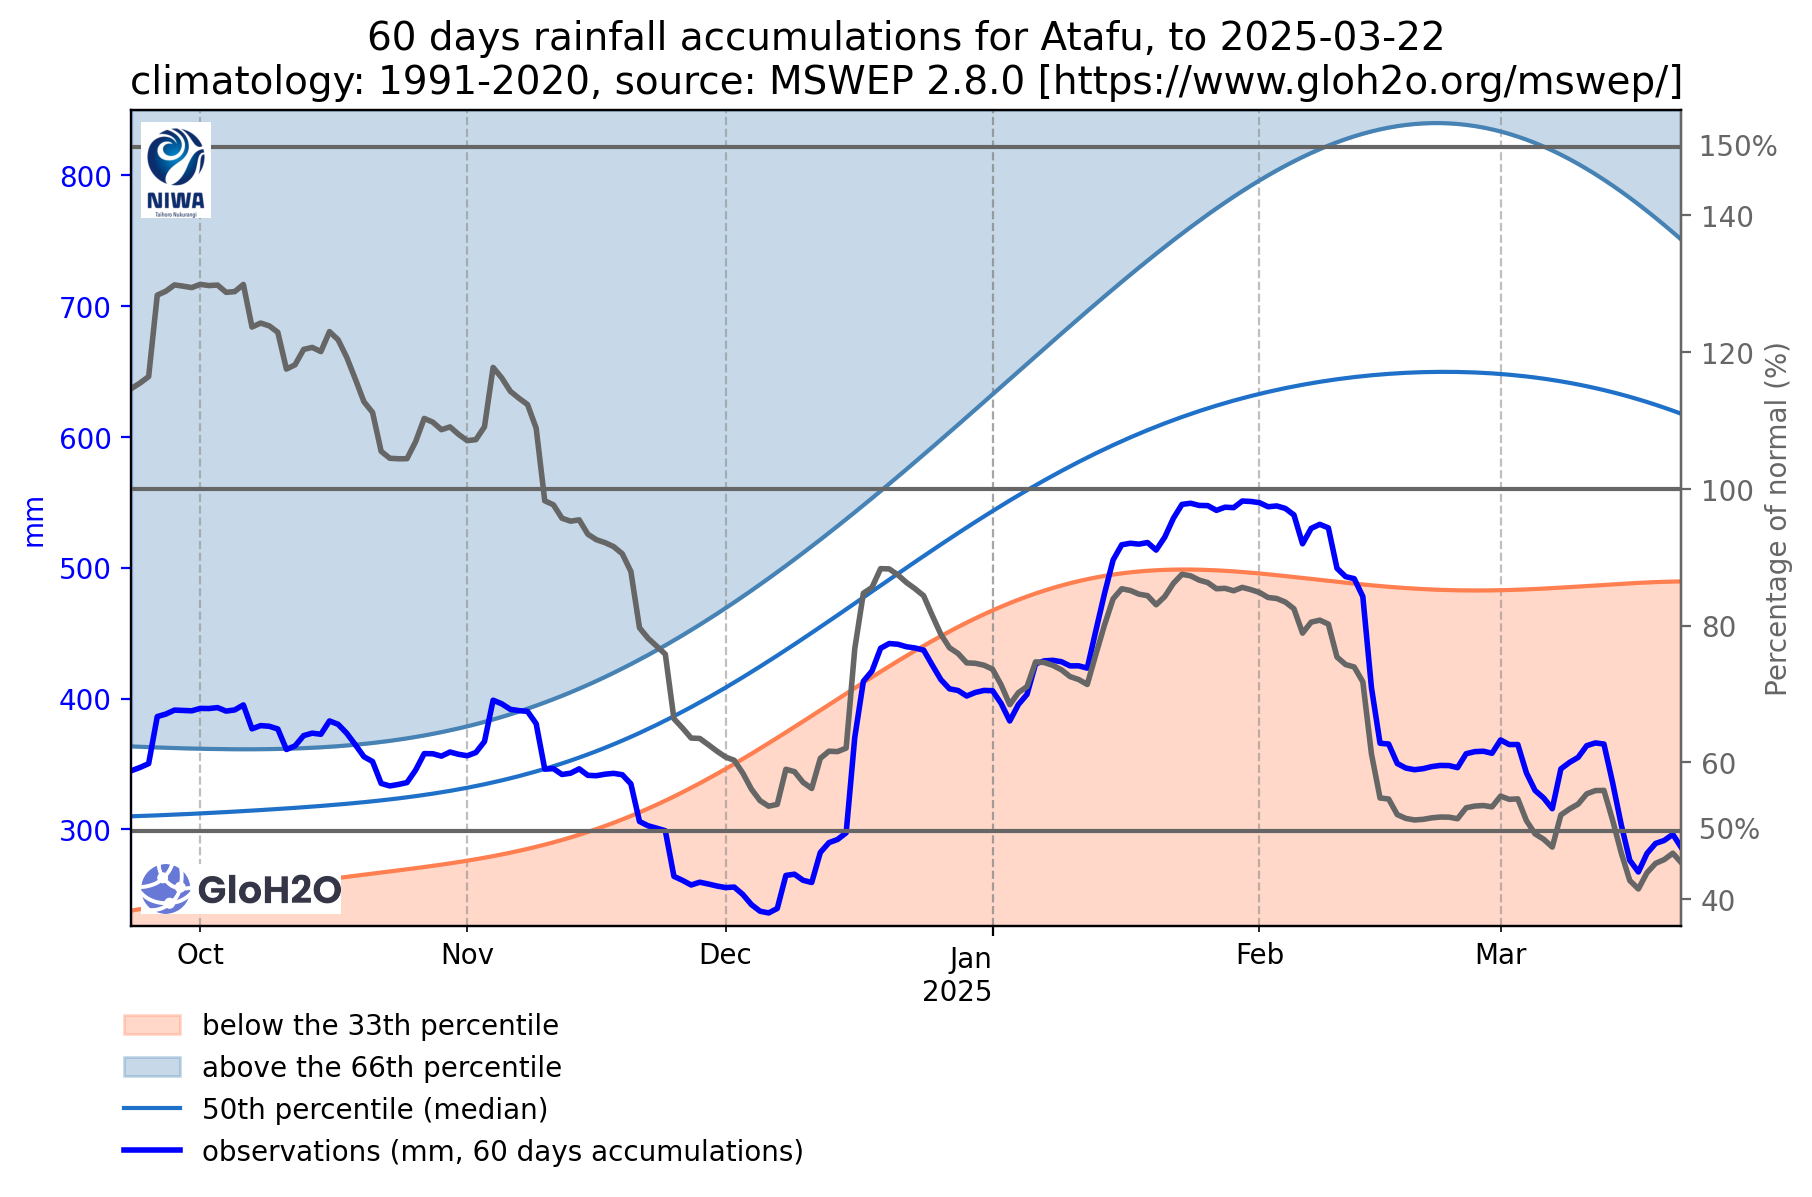 60 days rainfall accumulations for Atafu, to 2025-03-22
climatology: 1991-2020, source: MSWEP 2.8.0 [https://www.gloh2o.org/mswep/]
NIWA
Taihoro Nukurangi
GloH2O
mm
800
700
600
500
400
300
150%
140
120
100
80
60
50%
40
Percentage of normal (%)
Oct
Nov
Dec
Jan
2025
Feb
Mar
below the 33th percentile
above the 66th percentile
50th percentile (median)
observations (mm, 60 days accumulations)